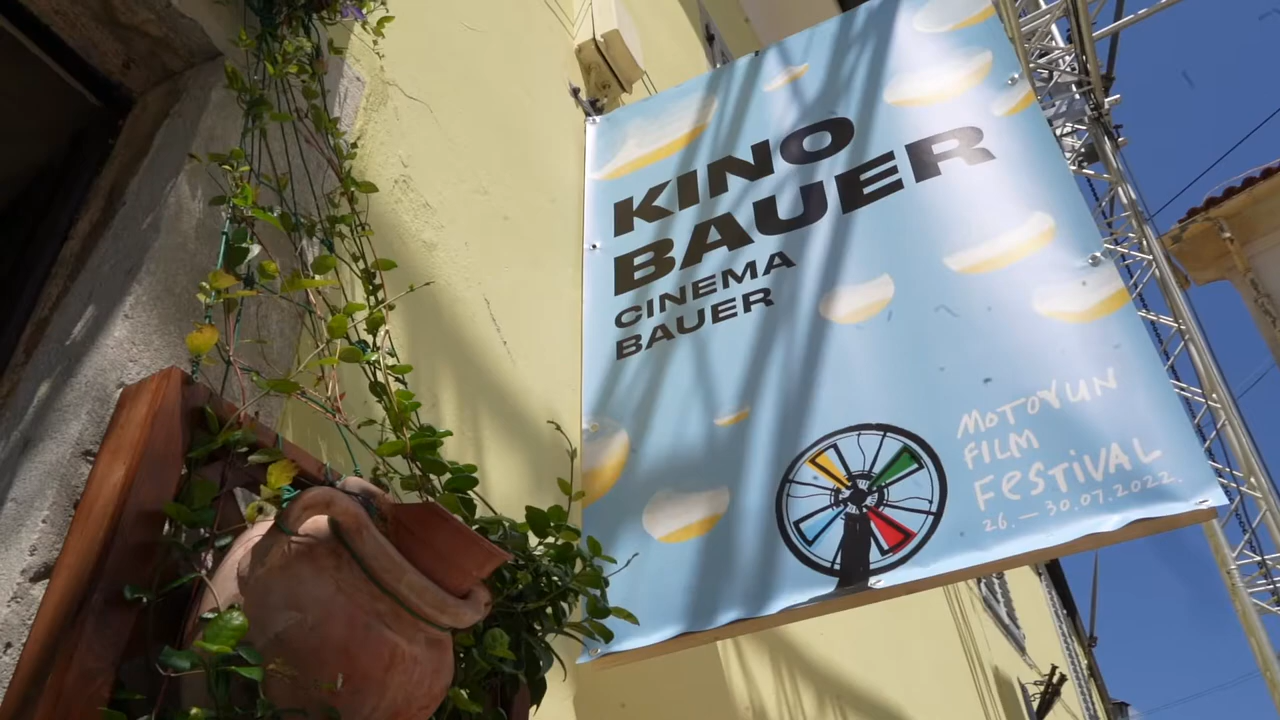 KINO
BAUER
CINEMA
BAUER
MOTOVUN
FILM
FESTIVAL
26. — 30.07.2022.